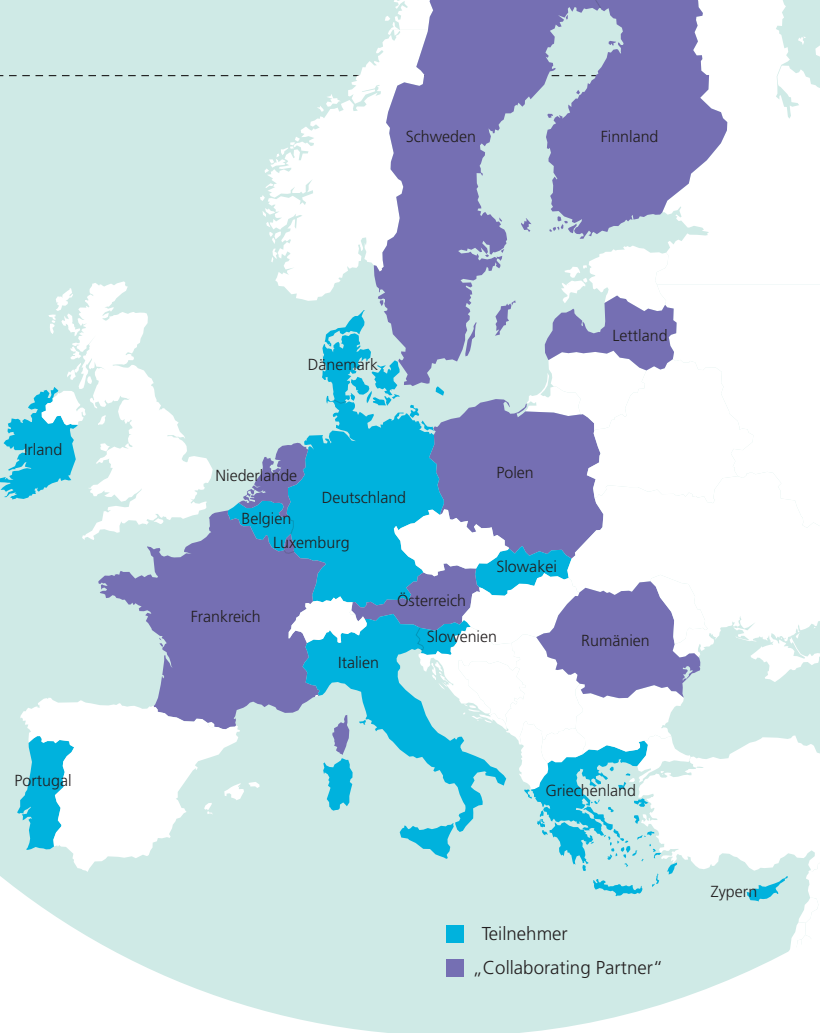 Schweden
Finnland
Lettland
Dänemark
Irland
Polen
Niederlande
Deutschland
Belgien
Luxemburg
Slowakei
Österreich
Frankreich
Slowenien
Rumänien
Italien
Portugal
Griechenland
Zypern
Teilnehmer
„Collaborating Partner“